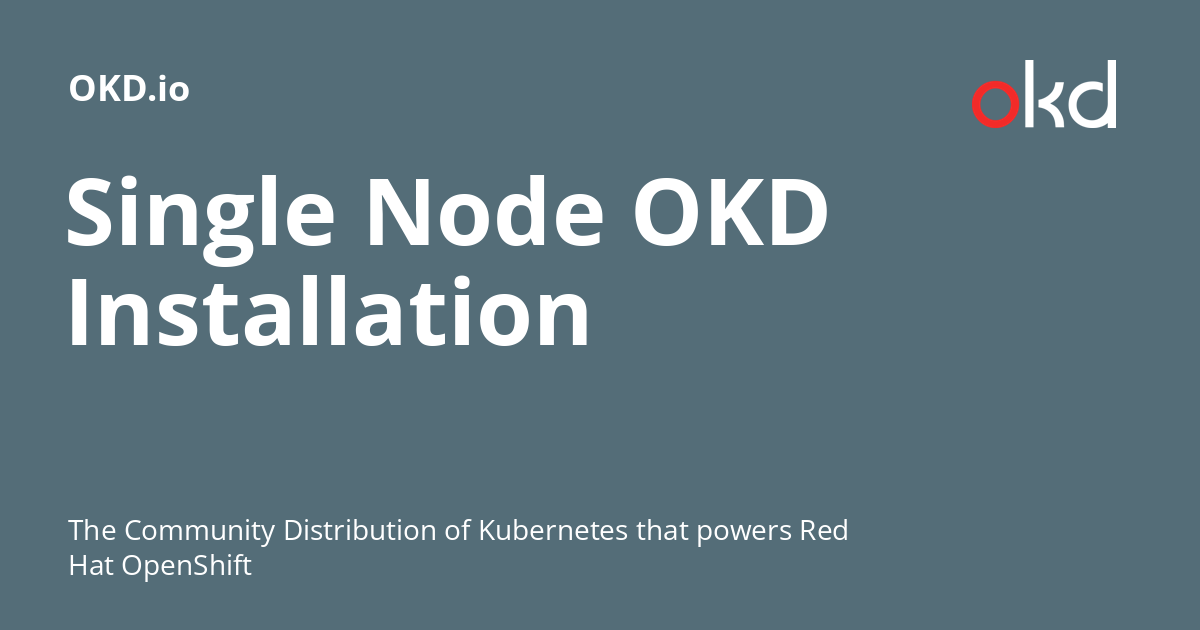 OKD.io
okd
Single Node OKD
Installation
The Community Distribution of Kubernetes that powers Red
Hat OpenShift